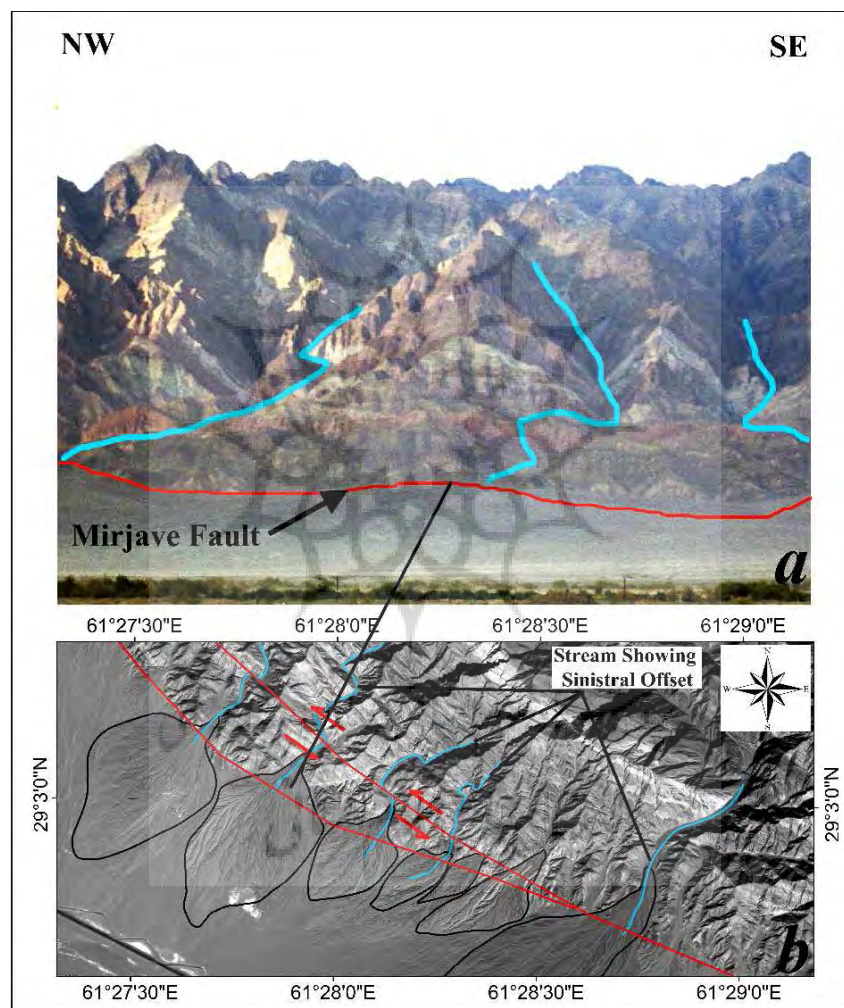 NW
SE
Mirjave Fault
a
61°27'30"E
61°28'0"E
61°28'30"E
61°29'0"E
Stream Showing
Sinistral Offset
N
W
E
29°3'0"N
29°3'0"N
b
61°27'30"E
61°28'0"E
61°28'30"E
61°29'0"E